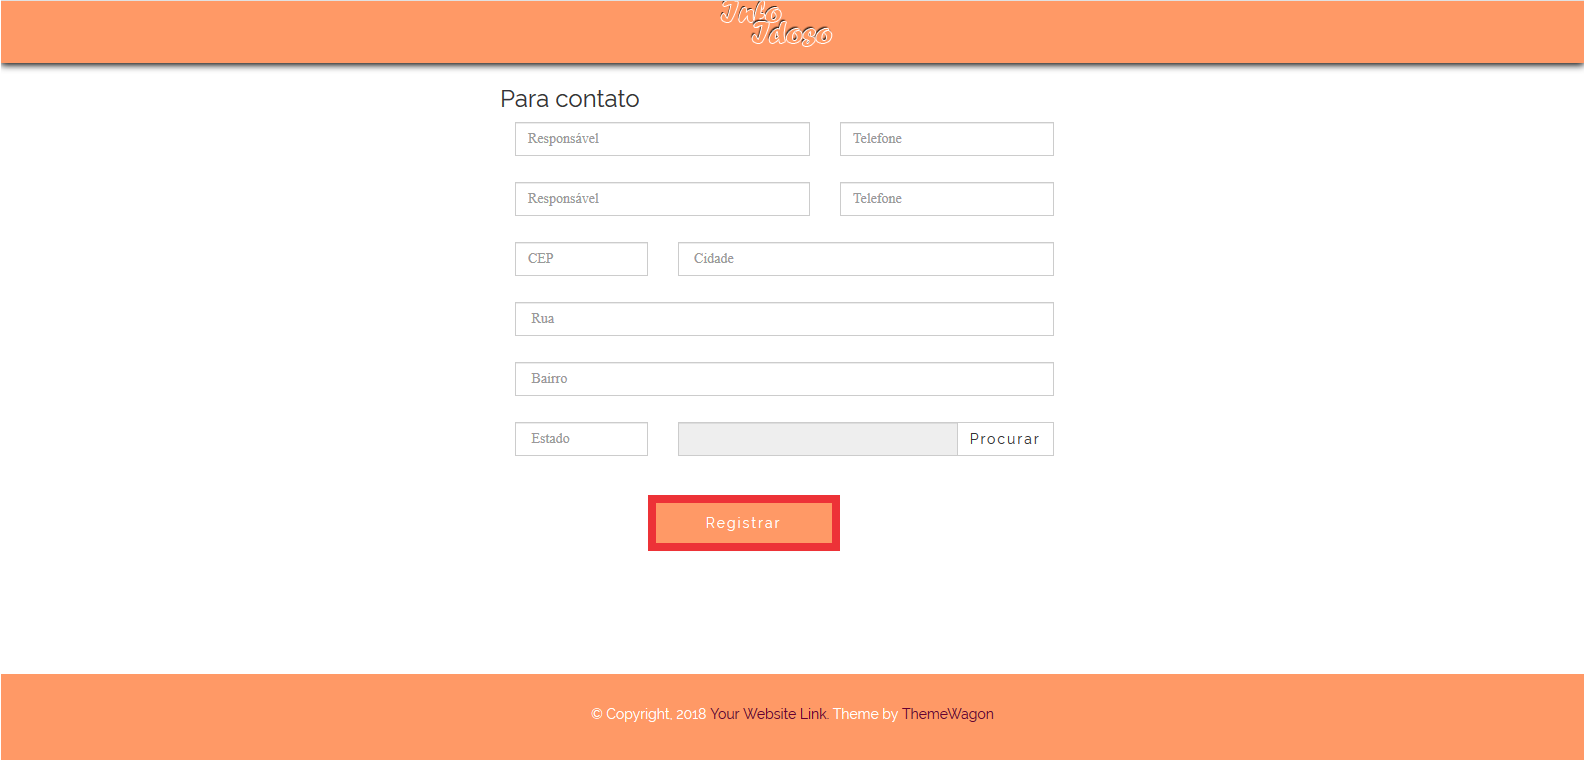 Info
Idoso
Para contato
Responsável Telefone
Responsável Telefone
CEP Cidade
Rua
Bairro
Estado Procurar
Registrar
© Copyright, 2018 Your Website Link. Theme by ThemeWagon